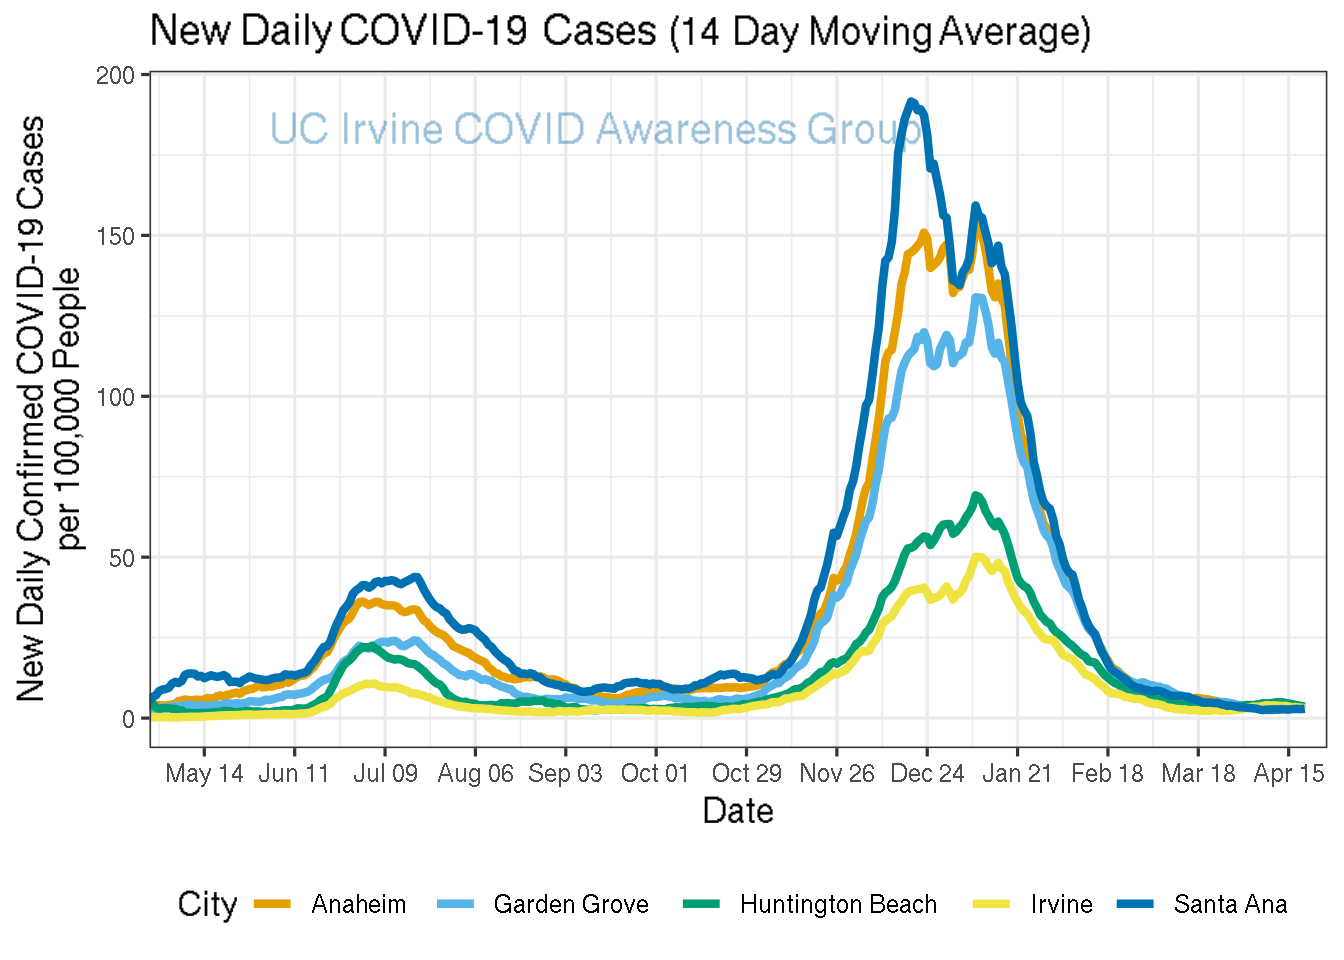 New Daily COVID-19 Cases (14 Day Moving Average)
UC Irvine COVID Awareness Group
New Daily Confirmed COVID-19 Cases
per 100,000 People
200
150
100
50
0
May 14 Jun 11 Jul 09 Aug 06 Sep 03 Oct 01 Oct 29 Nov 26 Dec 24 Jan 21 Feb 18 Mar 18 Apr 15
Date
City Anaheim Garden Grove Huntington Beach Irvine Santa Ana